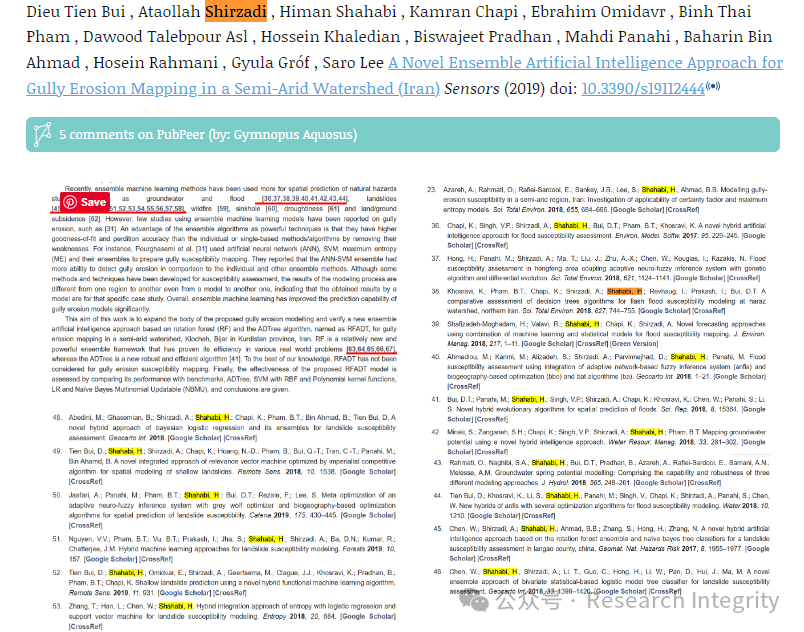 Dieu Tien Bui , Ataollah Shirzadi , Himan Shahabi , Kamran Chapi , Ebrahim Omidavr , Binh Thai
Pham , Dawood Talebpour Asl , Hossein Khaledian , Biswajeet Pradhan , Mahdi Panahi , Baharin Bin
Ahmad , Hosein Rahmani , Gyula Gróf , Saro Lee A Novel Ensemble Artificial Intelligence Approach for
Gully Erosion Mapping in a Semi-Arid Watershed (Iran) Sensors (2019) doi: 10.3390/s19112444
5 comments on PubPeer (by: Gymnopus Aquosus)
Recently, ensemble machine learning methods have been used more for spatial prediction of natural hazards
as groundwater and flood [36,37,38,39,40,41,42,43,44], landslides
Save 51,52,53,54,55,56,57,58], wildfire [59], sinkhole [60], droughtiness [61] and land/ground
subsidence [62]. However, few studies using ensemble machine learning models have been reported on gully
erosion, such as [31]. An advantage of the ensemble algorithms as powerful techniques is that they have higher
goodness-of-fit and perdition accuracy than the individual or single-based methods/algorithms by removing their
weaknesses. For instance, Pourghasemi et al. [31] used artificial neural network (ANN), SVM, maximum entropy
(ME) and their ensembles to prepare gully susceptibility mapping. They reported that the ANN-SVM ensemble had
more ability to detect gully erosion in comparison to the individual and other ensemble methods. Although some
methods and techniques have been developed for susceptibility assessment, the results of the modeling process are
different from one region to another even from a model to another one, indicating that the obtained results by a
model are for that specific case study. Overall, ensemble machine learning has improved the prediction capability of
gully erosion models significantly.
This aim of this work is to expand the body of the proposed gully erosion modelling and verify a new ensemble
artificial intelligence approach based on rotation forest (RF) and the ADTree algorithm, named as RFADT, for gully
erosion mapping in a semi-arid watershed, Klocheh, Bijar in Kurdistan province, Iran. RF is a relatively new and
powerful ensemble framework that has proven its efficiency in various real world problems [63,64,65,66,67],
whereas the ADTree is a new robust and efficient algorithm [41]. To the best of our knowledge, RFADT has not been
considered for gully erosion susceptibility mapping. Finally, the effectiveness of the proposed RFADT model is
assessed by comparing its performance with benchmarks, ADTree, SVM with RBF and Polynomial kernel functions,
LR and Naïve Bayes Multinomial Updatable (NBMU), and conclusions are given.
48. Abedini, M.; Ghasemian, B.; Shirzadi, A.; Shahabi, H.; Chapi, K.; Pham, B.T.; Bin Ahmad, B.; Tien Bui, D. A
novel hybrid approach of bayesian logistic regression and its ensembles for landslide susceptibility
assessment. Geocarto Int. 2018. [Google Scholar] [CrossRef]
49. Tien Bui, D.; Shahabi, H.; Shirzadi, A.; Chapi, K.; Hoang, N.-D.; Pham, B.; Bui, Q.-T.; Tran, C.-T.; Panahi, M.;
Bin Ahamd, B. A novel integrated approach of relevance vector machine optimized by imperialist competitive
algorithm for spatial modeling of shallow landslides. Remote Sens. 2018, 10, 1538. [Google Scholar]
[CrossRef]
50. Jaafari, A.; Panahi, M.; Pham, B.T.; Shahabi, H.; Bui, D.T.; Rezaie, F.; Lee, S. Meta optimization of an
adaptive neuro-fuzzy inference system with grey wolf optimizer and biogeography-based optimization
algorithms for spatial prediction of landslide susceptibility. Catena 2019, 175, 430–445. [Google Scholar]
[CrossRef]
51. Nguyen, V.V.; Pham, B.T.; Vu, B.T.; Prakash, I.; Jha, S.; Shahabi, H.; Shirzadi, A.; Ba, D.N.; Kumar, R.;
Chatterjee, J.M. Hybrid machine learning approaches for landslide susceptibility modeling. Forests 2019, 10,
157. [Google Scholar] [CrossRef]
52. Tien Bui, D.; Shahabi, H.; Omidvar, E.; Shirzadi, A.; Geertsema, M.; Clague, J.J.; Khosravi, K.; Pradhan, B.;
Pham, B.T.; Chapi, K. Shallow landslide prediction using a novel hybrid functional machine learning algorithm.
Remote Sens. 2019, 11, 931. [Google Scholar] [CrossRef]
53. Zhang, T.; Han, L.; Chen, W.; Shahabi, H. Hybrid integration approach of entropy with logistic regression and
support vector machine for landslide susceptibility modeling. Entropy 2018, 20, 884. [Google Scholar]
[CrossRef]
23. Azareh, A.; Rahmati, O.; Rafiei-Sardooi, E.; Sankey, J.B.; Lee, S.; Shahabi, H.; Ahmad, B.B. Modelling gully-
erosion susceptibility in a semi-arid region, Iran: Investigation of applicability of certainty factor and maximum
entropy models. Sci. Total Environ. 2018, 655, 684–696. [Google Scholar] [CrossRef]
36. Chapi, K.; Singh, V.P.; Shirzadi, A.; Shahabi, H.; Bui, D.T.; Pham, B.T.; Khosravi, K. A novel hybrid artificial
intelligence approach for flood susceptibility assessment. Environ. Model. Softw. 2017, 95, 229–245. [Google
Scholar] [CrossRef]
37. Hong, H.; Panahi, M.; Shirzadi, A.; Ma, T.; Liu, J.; Zhu, A.-X.; Chen, W.; Kougias, I.; Kazakis, N. Flood
susceptibility assessment in hengfeng area coupling adaptive neuro-fuzzy inference system with genetic
algorithm and differential evolution. Sci. Total Environ. 2018, 621, 1124–1141. [Google Scholar] [CrossRef]
38. Khosravi, K.; Pham, B.T.; Chapi, K.; Shirzadi, A.; Shahabi, H.; Revhaug, I.; Prakash, I.; Bui, D.T. A
comparative assessment of decision trees algorithms for flash flood susceptibility modeling at haraz
watershed, northern iran. Sci. Total Environ. 2018, 627, 744–755. [Google Scholar] [CrossRef]
39. Shafizadeh-Moghadam, H.; Valavi, R.; Shahabi, H.; Chapi, K.; Shirzadi, A. Novel forecasting approaches
using combination of machine learning and statistical models for flood susceptibility mapping. J. Environ.
Manag. 2018, 217, 1–11. [Google Scholar] [CrossRef] [Green Version]
40. Ahmadlou, M.; Karimi, M.; Alizadeh, S.; Shirzadi, A.; Parvinnejhad, D.; Shahabi, H.; Panahi, M. Flood
susceptibility assessment using integration of adaptive network-based fuzzy inference system (anfis) and
biogeography-based optimization (bbo) and bat algorithms (ba). Geocarto Int. 2018, 1–21. [Google Scholar]
[CrossRef]
41. Bui, D.T.; Panahi, M.; Shahabi, H.; Singh, V.P.; Shirzadi, A.; Chapi, K.; Khosravi, K.; Chen, W.; Panahi, S.; Li,
S. Novel hybrid evolutionary algorithms for spatial prediction of floods. Sci. Rep. 2018, 8, 15364. [Google
Scholar] [CrossRef]
42. Miraki, S.; Zanganeh, S.H.; Chapi, K.; Singh, V.P.; Shirzadi, A.; Shahabi, H.; Pham, B.T. Mapping groundwater
potential using a novel hybrid intelligence approach. Water Resour. Manag. 2018, 33, 281–302. [Google
Scholar] [CrossRef]
43. Rahmati, O.; Naghibi, S.A.; Shahabi, H.; Bui, D.T.; Pradhan, B.; Azareh, A.; Rafiei-Sardooi, E.; Samani, A.N.;
Melesse, A.M. Groundwater spring potential modelling: Comprising the capability and robustness of three
different modeling approaches. J. Hydrol. 2018, 565, 248–261. [Google Scholar] [CrossRef]
44. Tien Bui, D.; Khosravi, K.; Li, S.; Shahabi, H.; Panahi, M.; Singh, V.; Chapi, K.; Shirzadi, A.; Panahi, S.; Chen,
W. New hybrids of anfis with several optimization algorithms for flood susceptibility modeling. Water 2018, 10,
1210. [Google Scholar] [CrossRef]
45. Chen, W.; Shirzadi, A.; Shahabi, H.; Ahmad, B.B.; Zhang, S.; Hong, H.; Zhang, N. A novel hybrid artificial
intelligence approach based on the rotation forest ensemble and naïve bayes tree classifiers for a landslide
susceptibility assessment in langao county, china. Geomat. Nat. Hazards Risk 2017, 8, 1955–1977. [Google
Scholar] [CrossRef]
46. Chen, W.; Shahabi, H.; Shirzadi, A.; Li, T.; Guo, C.; Hong, H.; Li, W.; Pan, D.; Hui, J.; Ma, M. A novel
ensemble approach of bivariate statistical-based logistic model tree classifier for landslide susceptibility
assessment. Geocarto Int. 2018, 33, 1398–1420. [CrossRef]
公众号 · Research Integrity